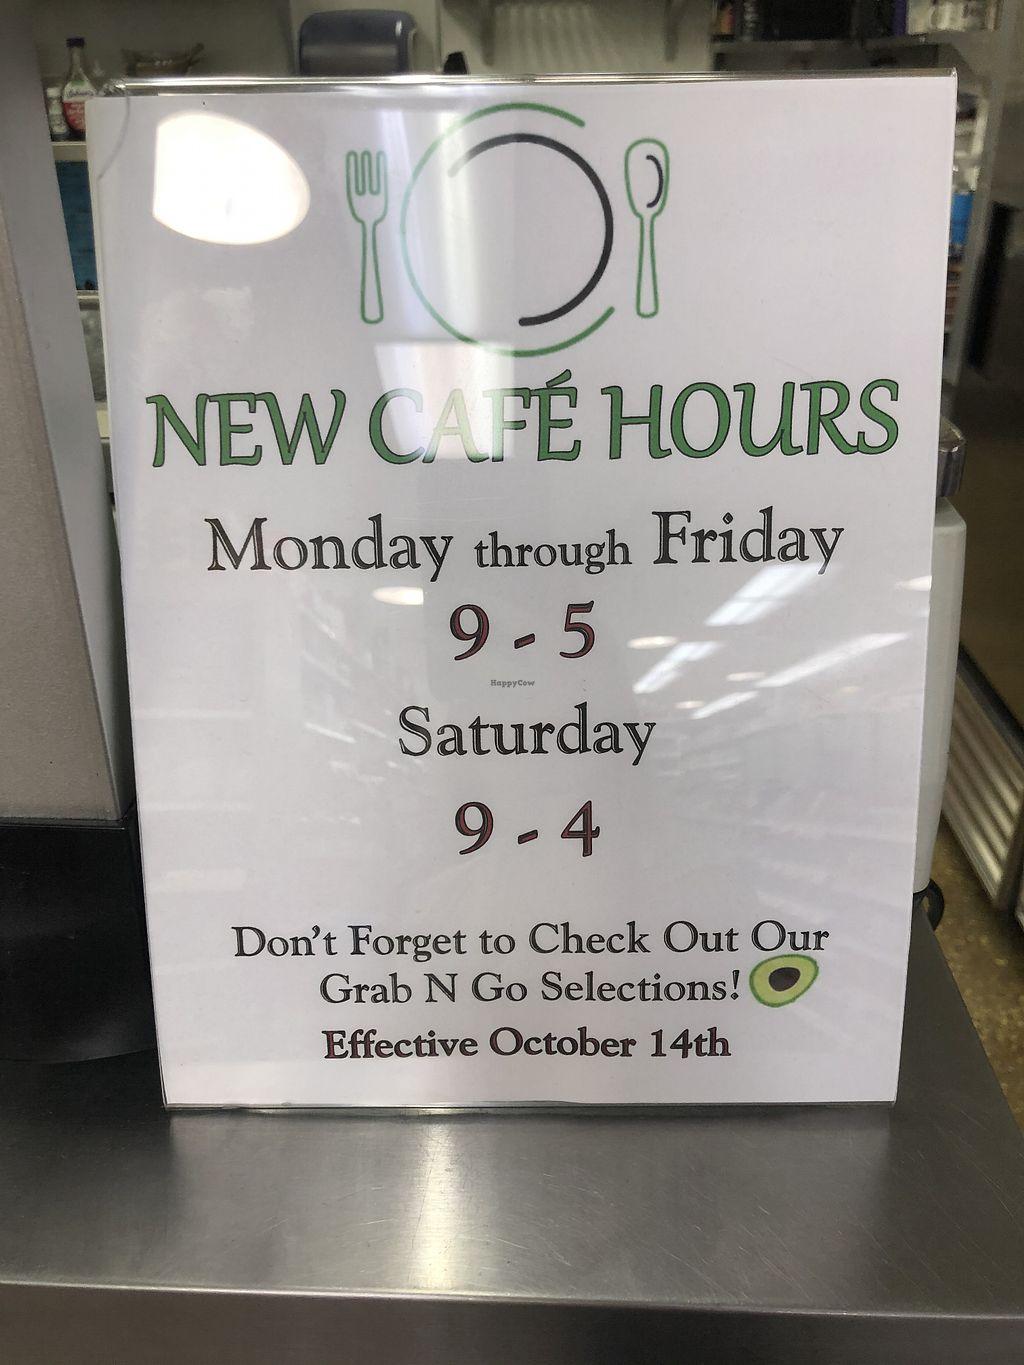 NEW CAFÉ HOURS
Monday through Friday
9 - 5
HappyCow
Saturday
9 - 4
Don't Forget to Check Out Our
Grab N Go Selections!
Effective October 14th